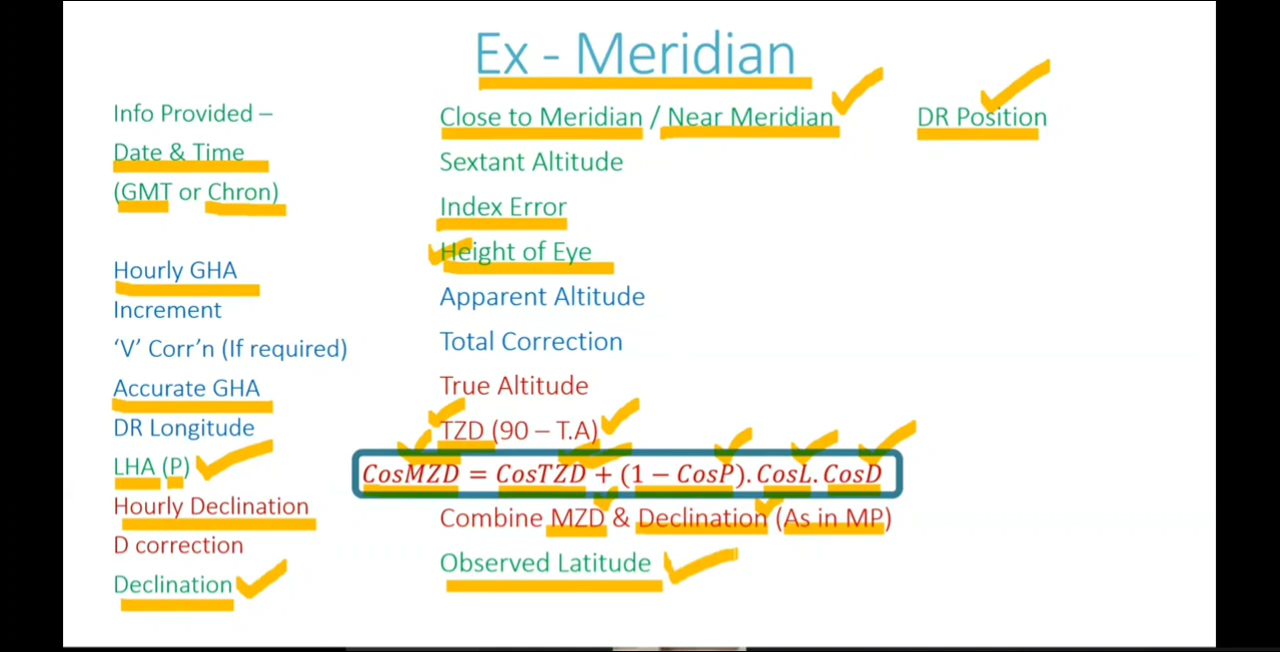 Ex - Meridian
Info Provided –
Date & Time
(GMT or Chron)
Hourly GHA
Increment
‘V’ Corr’n (If required)
Accurate GHA
DR Longitude
LHA (P)
Hourly Declination
D correction
Declination
Close to Meridian / Near Meridian
Sextant Altitude
Index Error
Height of Eye
Apparent Altitude
Total Correction
True Altitude
TZD (90 – T.A)
CosMZD = CosTZD + (1 − CosP). CosL. CosD
Combine MZD & Declination (As in MP)
Observed Latitude
DR Position